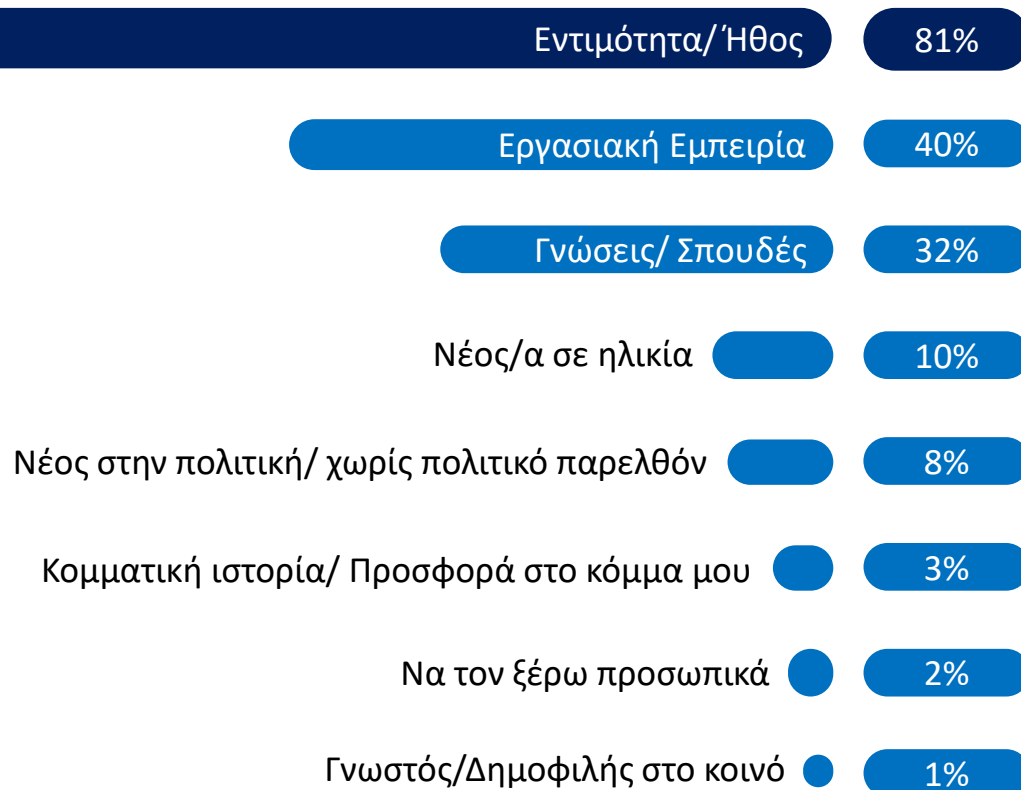 Εντιμότητα/Ήθος 81%
Εργασιακή Εμπειρία 40%
Γνώσεις/ Σπουδές 32%
Νέος/α σε ηλικία 10%
Νέος στην πολιτική/ χωρίς πολιτικό παρελθόν 8%
Κομματική ιστορία/ Προσφορά στο κόμμα μου 3%
Να τον ξέρω προσωπικά 2%
Γνωστός/Δημοφιλής στο κοινό 1%